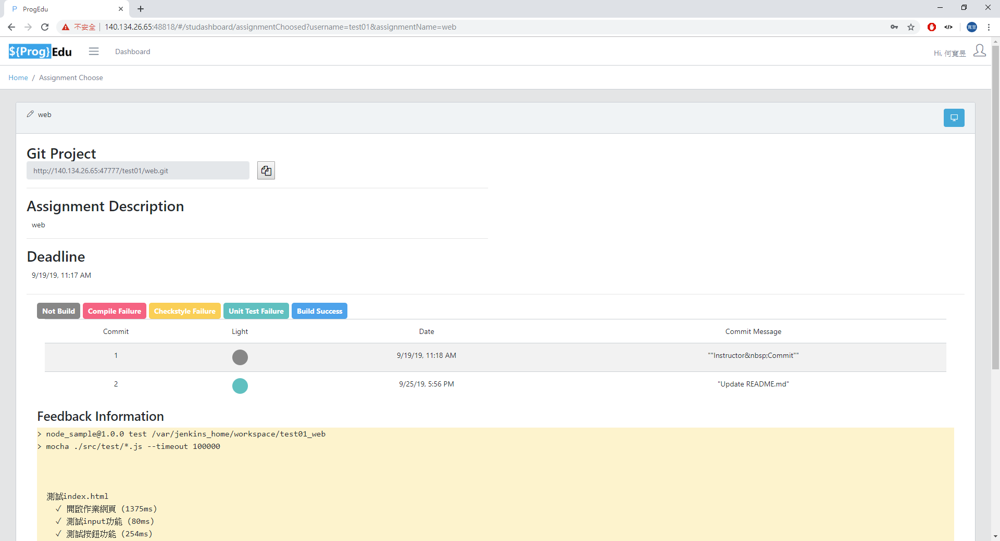 ProgEdu
不安全 140.134.26.65:48818/#/studashboard/assignmentChoosed?username=test01&assignmentName=web
${Prog}Edu
Dashboard
Hi, 何寬昱
Home / Assignment Choose
web
Git Project
http://140.134.26.65:47777/test01/web.git
Assignment Description
web
Deadline
9/19/19, 11:17 AM
Not Build Compile Failure Checkstyle Failure Unit Test Failure Build Success
Commit Light Date Commit Message
1 9/19/19, 11:18 AM ""Instructor&nbsp;Commit""
2 9/25/19, 5:56 PM "Update README.md"
Feedback Information
> node_sample@1.0.0 test /var/jenkins_home/workspace/test01_web
> mocha ./src/test/*.js --timeout 100000
測試index.html
✓ 開啟作業網頁 (1375ms)
✓ 測試input功能 (80ms)
✓ 測試按鈕功能 (254ms)